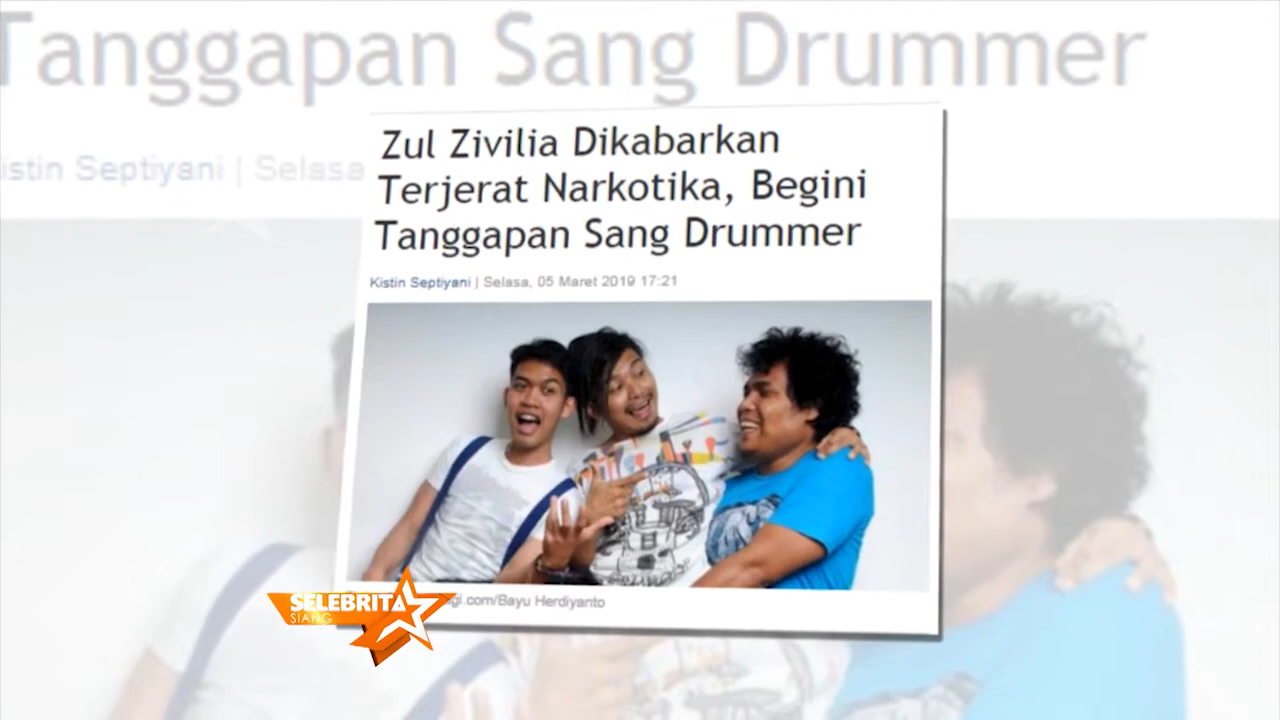 Tanggapan Sang Drummer
Septiyani | Selasa
Zul Zivilia Dikabarkan
Terjerat Narkotika, Begini
Tanggapan Sang Drummer
Kistin Septiyani | Selasa, 05 Maret 2019 17:21
gi.com/Bayu Herdiyanto
SELEBRITA
SIANG